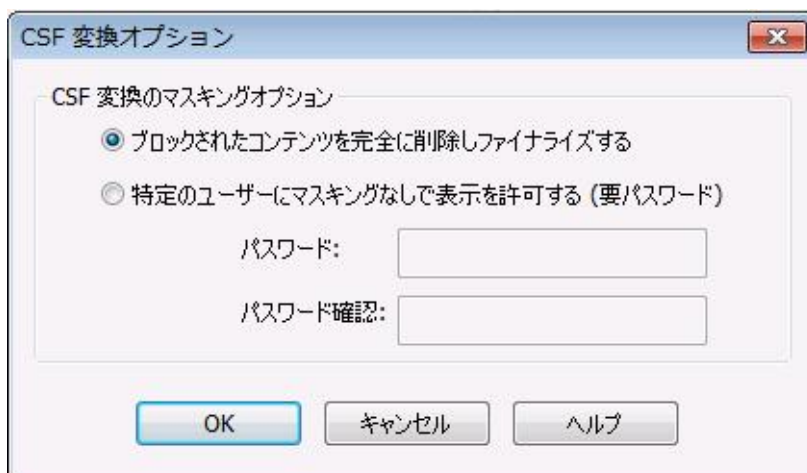 CSF 変換オプション
CSF 変換のマスキングオプション
ブロックされたコンテンツを完全に削除しファイナライズする
特定のユーザーにマスキングなしで表示を許可する (要パスワード)
パスワード:
パスワード確認:
OK キャンセル ヘルプ